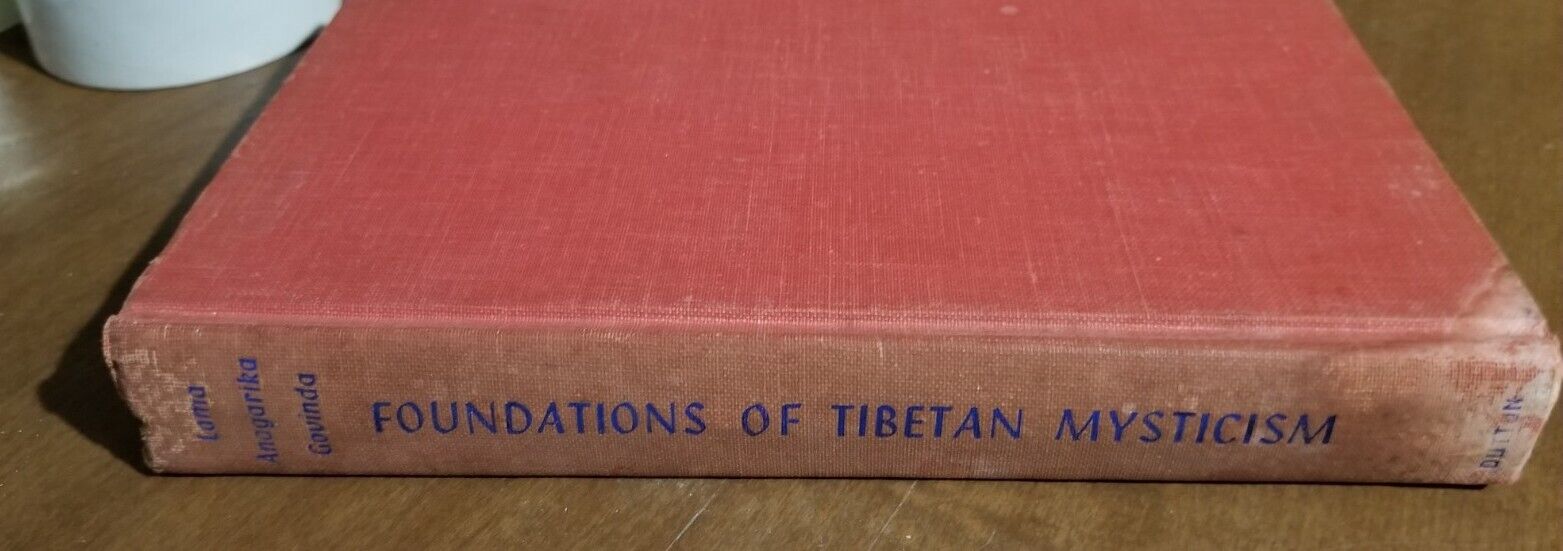 Lama
Anagarika
Govinda
FOUNDATIONS OF TIBETAN MYSTICISM
DUTTON